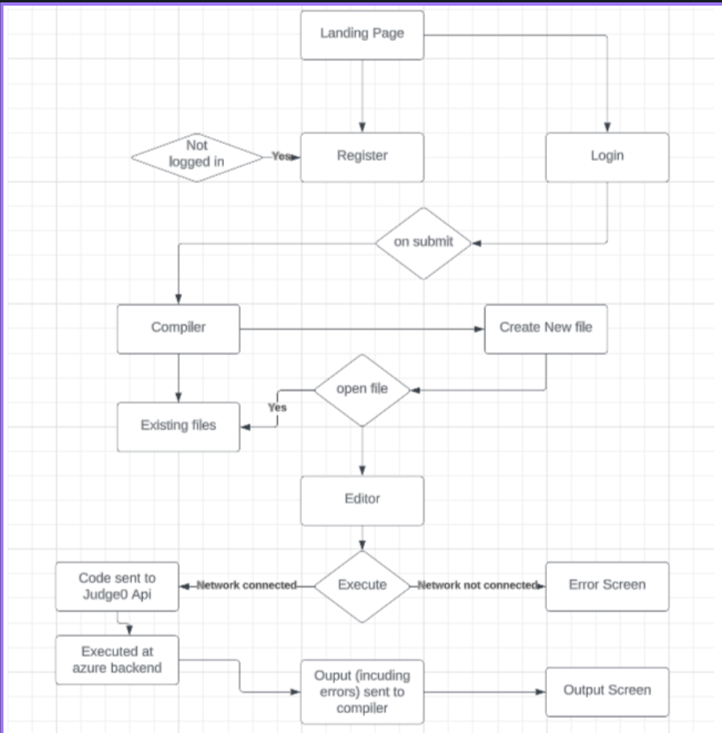 Landing Page
Not
logged in
Yes
Register
Login
on submit
Compiler
Create New file
open file
Yes
Existing files
Editor
Code sent to
Judge0 Api
Network connected
Execute
Network not connected
Error Screen
Executed at
azure backend
Ouput (incuding
errors) sent to
compiler
Output Screen